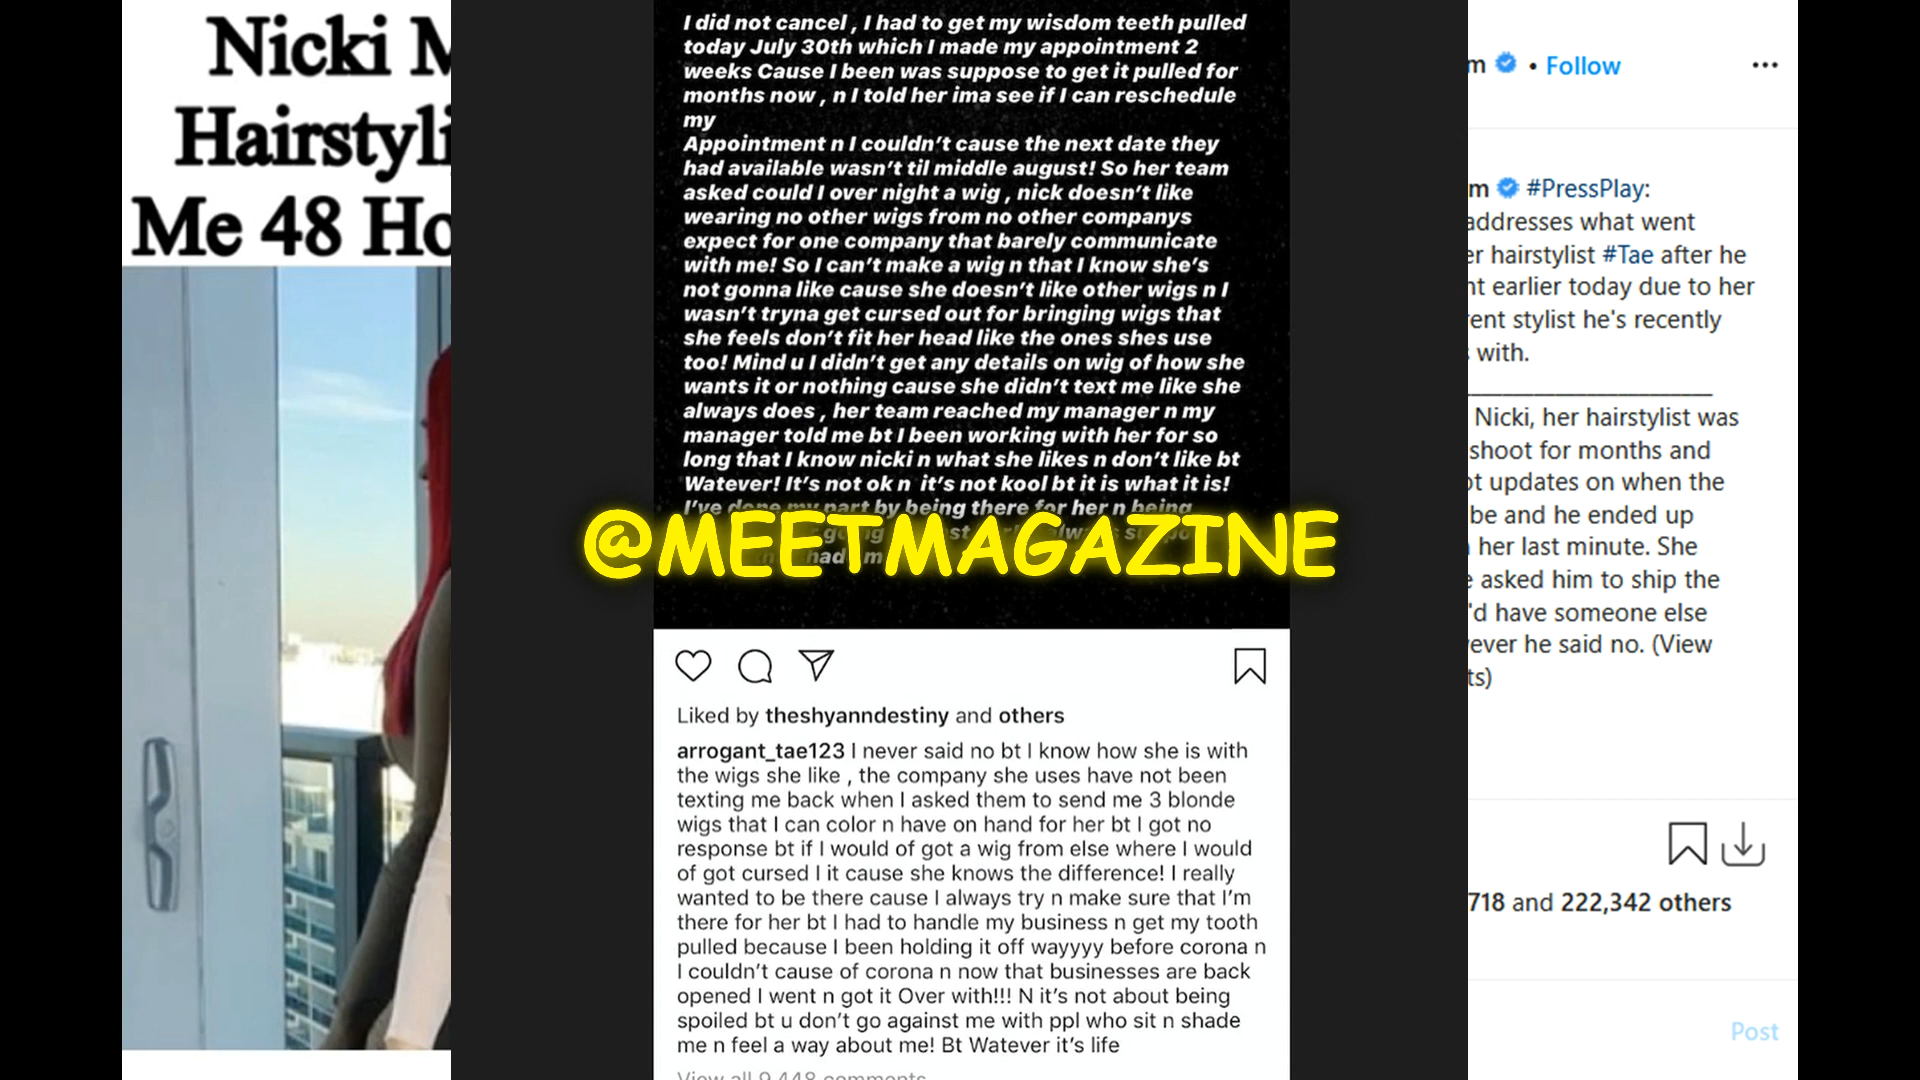 Nicki M
Hairstyli
Me 48 Ho
I did not cancel , I had to get my wisdom teeth pulled
today July 30th which I made my appointment 2
weeks Cause I been was suppose to get it pulled for
months now , n I told her ima see if I can reschedule
my
Appointment n I couldn't cause the next date they
had available wasn't til middle august! So her team
asked could I over night a wig , nick doesn't like
wearing no other wigs from no other companys
expect for one company that barely communicate
with me! So I can't make a wig n that I know she's
not gonna like cause she doesn't like other wigs n I
wasn't tryna get cursed out for bringing wigs that
she feels don't fit her head like the ones shes use
too! Mind u I didn't get any details on wig of how she
wants it or nothing cause she didn't text me like she
always does , her team reached my manager n my
manager told me bt I been working with her for so
long that I know nicki n what she likes n don't like bt
Watever! It's not ok n it's not kool bt it is what it is!
I've done my part by being there for her n being
had
@MEETMAGAZINE
Liked by theshyanndestiny and others
arrogant_tae123 I never said no bt I know how she is with
the wigs she like , the company she uses have not been
texting me back when I asked them to send me 3 blonde
wigs that I can color n have on hand for her bt I got no
response bt if I would of got a wig from else where I would
of got cursed I it cause she knows the difference! I really
wanted to be there cause I always try n make sure that I'm
there for her bt I had to handle my business n get my tooth
pulled because I been holding it off wayyyy before corona n
I couldn't cause of corona n now that businesses are back
opened I went n got it Over with!!! N it's not about being
spoiled bt u don't go against me with ppl who sit n shade
me n feel a way about me! Bt Watever it's life
View all 9,448 comments
m • Follow
m #PressPlay:
addresses what went
er hairstylist #Tae after he
nt earlier today due to her
rent stylist he's recently
with.
Nicki, her hairstylist was
shoot for months and
ot updates on when the
be and he ended up
her last minute. She
e asked him to ship the
'd have someone else
ever he said no. (View
ts)
718 and 222,342 others
Post